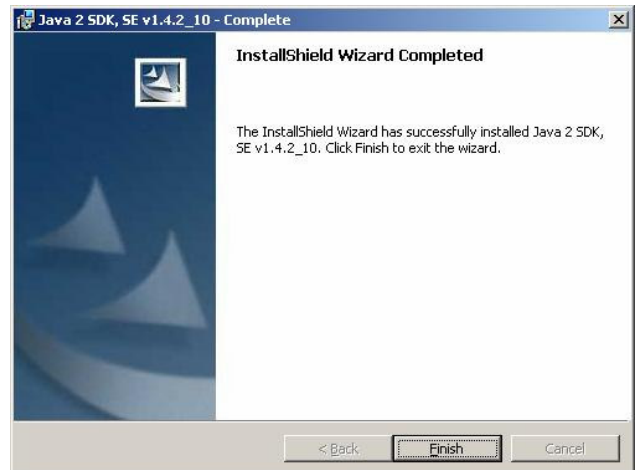 Java 2 SDK, SE v1.4.2_10 - Complete
InstallShield Wizard Completed
The InstallShield Wizard has successfully installed Java 2 SDK,
SE v1.4.2_10. Click Finish to exit the wizard.
< Back Finish Cancel